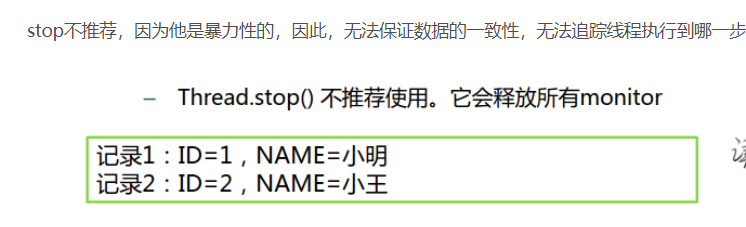 stop不推荐，因为他是暴力性的，因此，无法保证数据的一致性，无法追踪线程执行到哪一步
– Thread.stop() 不推荐使用。它会释放所有monitor
记录1：ID=1，NAME=小明
记录2：ID=2，NAME=小王